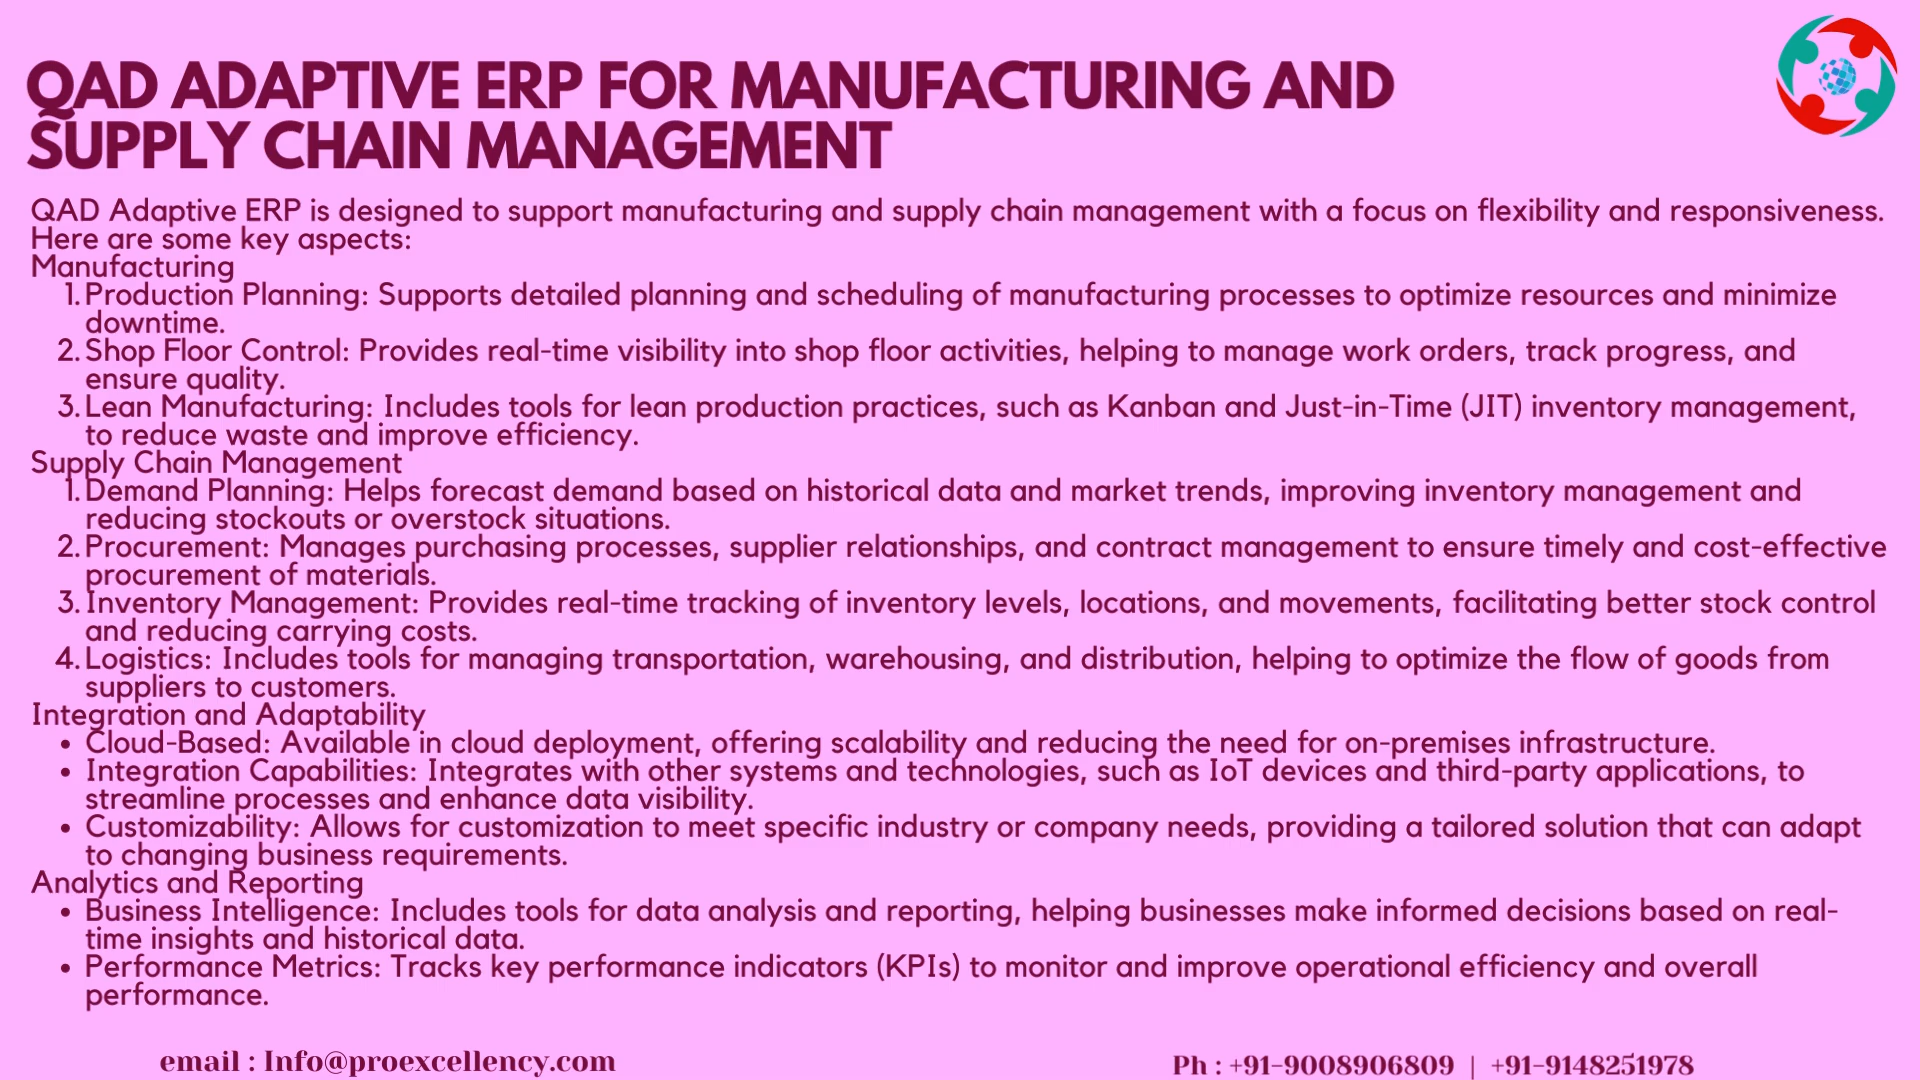 QAD ADAPTIVE ERP FOR MANUFACTURING AND
SUPPLY CHAIN MANAGEMENT
QAD Adaptive ERP is designed to support manufacturing and supply chain management with a focus on flexibility and responsiveness.
Here are some key aspects:
Manufacturing
1. Production Planning: Supports detailed planning and scheduling of manufacturing processes to optimize resources and minimize
downtime.
2. Shop Floor Control: Provides real-time visibility into shop floor activities, helping to manage work orders, track progress, and
ensure quality.
3. Lean Manufacturing: Includes tools for lean production practices, such as Kanban and Just-in-Time (JIT) inventory management,
to reduce waste and improve efficiency.
Supply Chain Management
1. Demand Planning: Helps forecast demand based on historical data and market trends, improving inventory management and
reducing stockouts or overstock situations.
2. Procurement: Manages purchasing processes, supplier relationships, and contract management to ensure timely and cost-effective
procurement of materials.
3. Inventory Management: Provides real-time tracking of inventory levels, locations, and movements, facilitating better stock control
and reducing carrying costs.
4. Logistics: Includes tools for managing transportation, warehousing, and distribution, helping to optimize the flow of goods from
suppliers to customers.
Integration and Adaptability
• Cloud-Based: Available in cloud deployment, offering scalability and reducing the need for on-premises infrastructure.
• Integration Capabilities: Integrates with other systems and technologies, such as IoT devices and third-party applications, to
streamline processes and enhance data visibility.
• Customizability: Allows for customization to meet specific industry or company needs, providing a tailored solution that can adapt
to changing business requirements.
Analytics and Reporting
• Business Intelligence: Includes tools for data analysis and reporting, helping businesses make informed decisions based on real-
time insights and historical data.
• Performance Metrics: Tracks key performance indicators (KPIs) to monitor and improve operational efficiency and overall
performance.
email : Info@proexcellency.com
Ph : +91-9008906809 | +91-9148251978